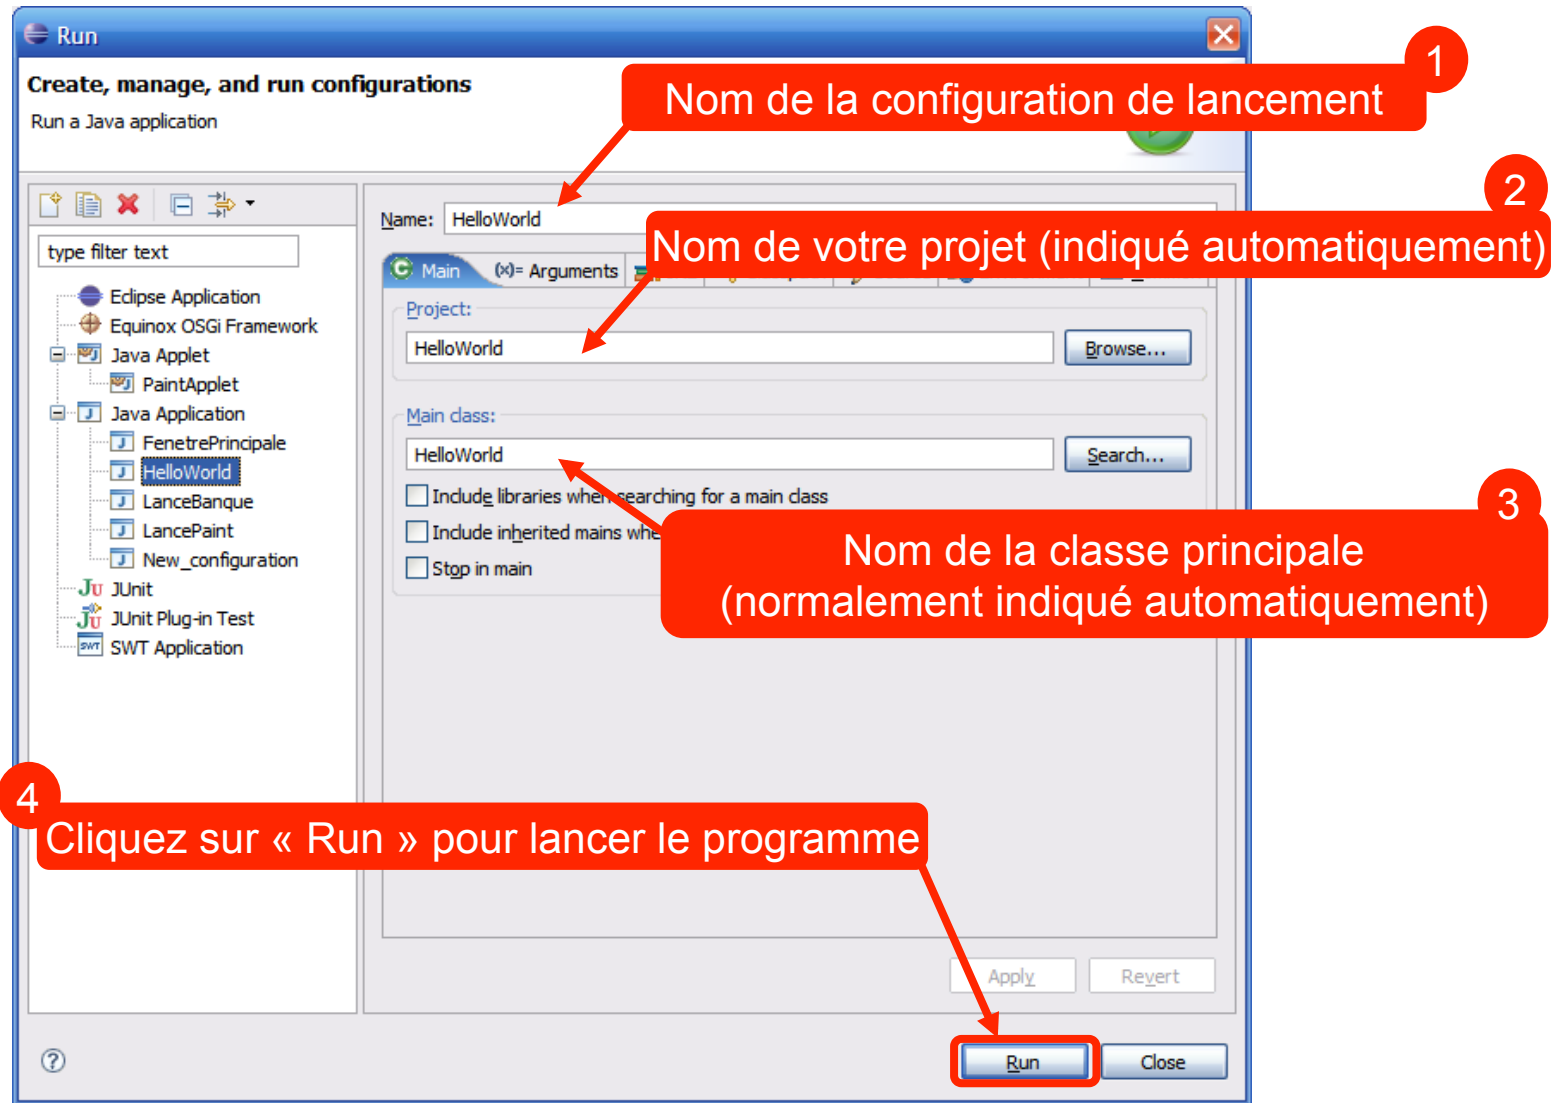 Run
Create, manage, and run configurations
Run a Java application
1
Nom de la configuration de lancement
2
Nom de votre projet (indiqué automatiquement)
type filter text
Eclipse Application
Equinox OSGi Framework
Java Applet
PaintApplet
Java Application
FenetrePrincipale
HelloWorld
LanceBanque
LancePaint
New_configuration
JUnit
JUnit Plug-in Test
SWT Application
Name: HelloWorld
Main (x)= Arguments
Project:
HelloWorld Browse...
Main class:
HelloWorld Search...
Include libraries when searching for a main class
Include inherited mains whe
Stop in main
3
Nom de la classe principale
(normalement indiqué automatiquement)
4
Cliquez sur « Run » pour lancer le programme
Apply Revert
Run Close